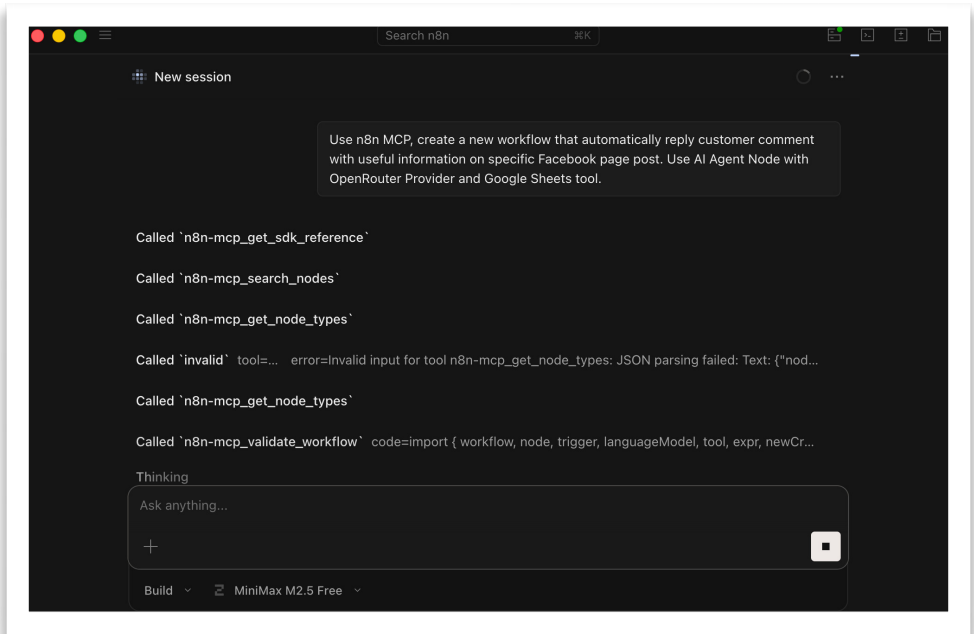 Search n8n ⌘K
New session
Use n8n MCP, create a new workflow that automatically reply customer comment
with useful information on specific Facebook page post. Use AI Agent Node with
OpenRouter Provider and Google Sheets tool.
Called `n8n-mcp_get_sdk_reference`
Called `n8n-mcp_search_nodes`
Called `n8n-mcp_get_node_types`
Called `invalid` tool=... error=Invalid input for tool n8n-mcp_get_node_types: JSON parsing failed: Text: {"nod...
Called `n8n-mcp_get_node_types`
Called `n8n-mcp_validate_workflow` code=import { workflow, node, trigger, languageModel, tool, expr, newCr...
Thinking
Ask anything...
Build MiniMax M2.5 Free